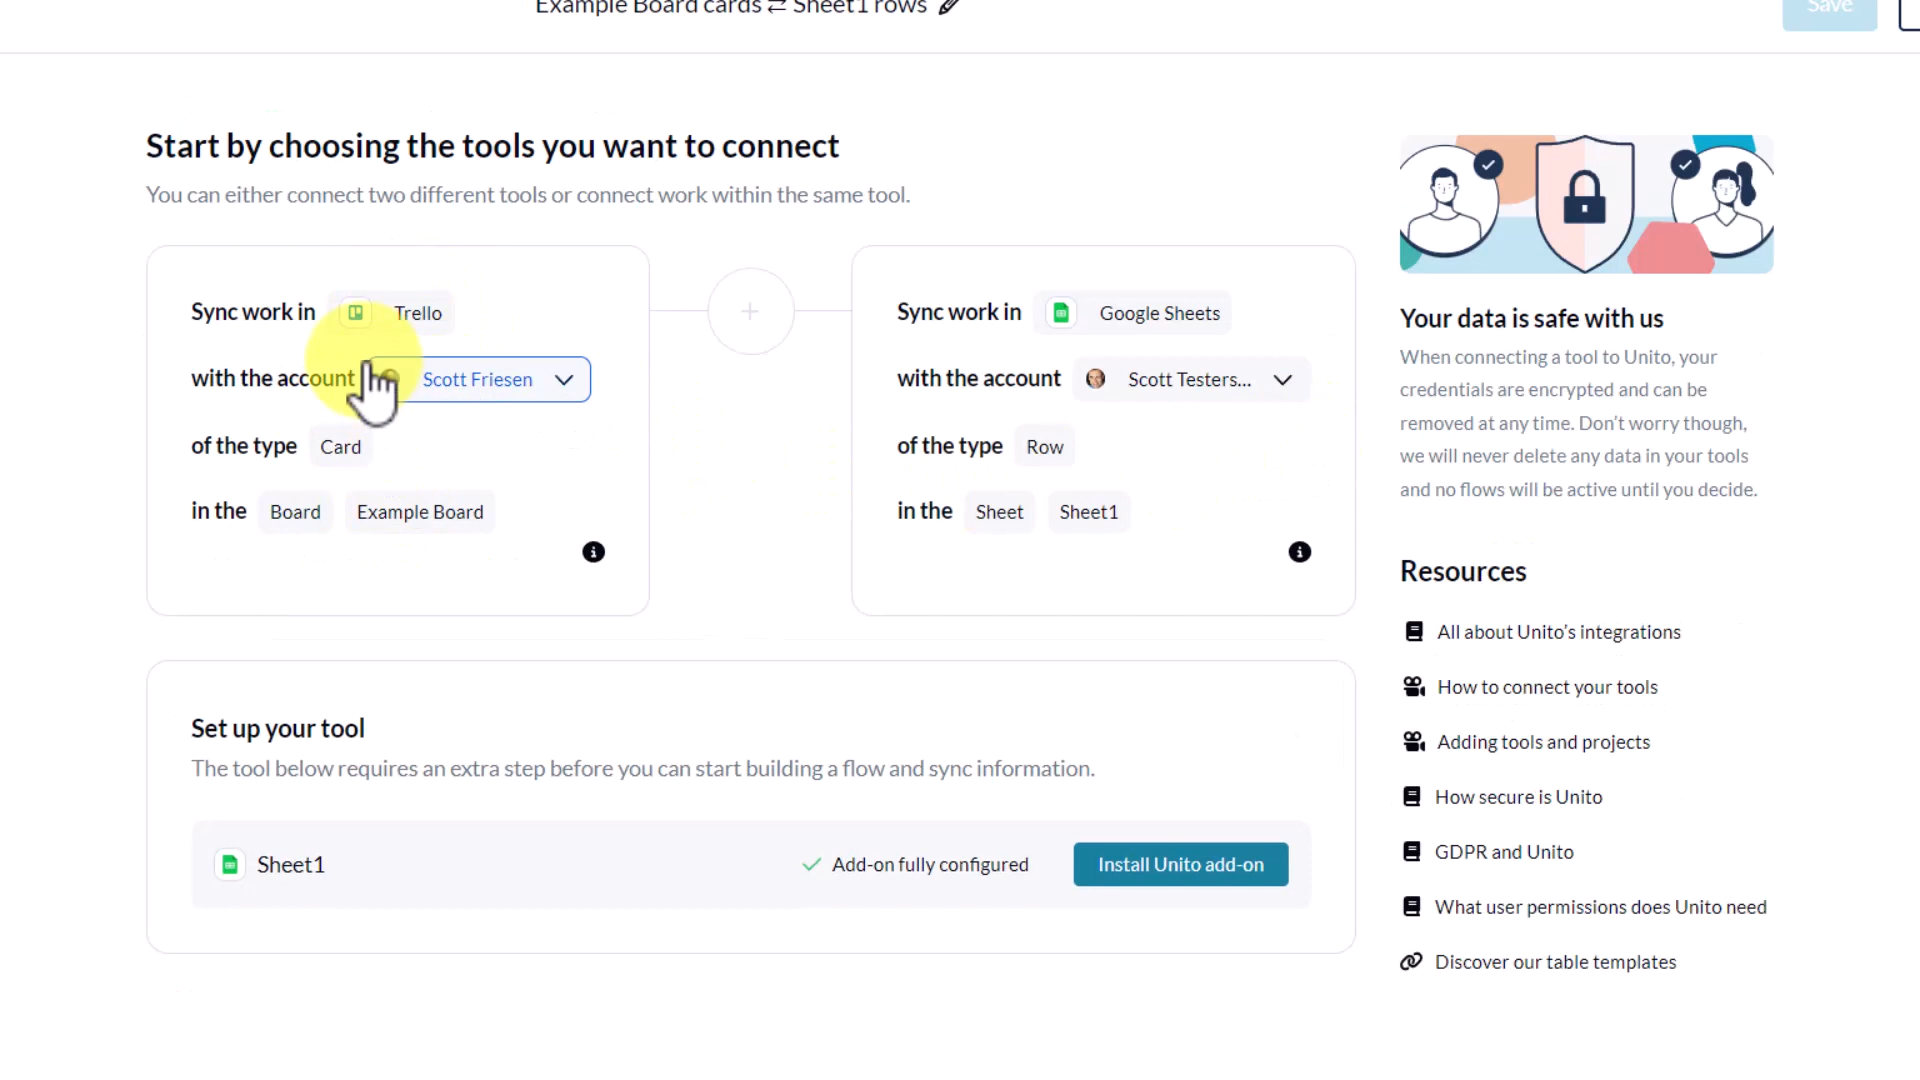 Example Board cards ⇄ Sheet1 rows
Save
Start by choosing the tools you want to connect
You can either connect two different tools or connect work within the same tool.
Sync work in Trello
with the account Scott Friesen
of the type Card
in the Board Example Board
Sync work in Google Sheets
with the account Scott Testers...
of the type Row
in the Sheet Sheet1
Set up your tool
The tool below requires an extra step before you can start building a flow and sync information.
Sheet1 Add-on fully configured Install Unito add-on
Your data is safe with us
When connecting a tool to Unito, your
credentials are encrypted and can be
removed at any time. Don't worry though,
we will never delete any data in your tools
and no flows will be active until you decide.
Resources
All about Unito's integrations
How to connect your tools
Adding tools and projects
How secure is Unito
GDPR and Unito
What user permissions does Unito need
Discover our table templates